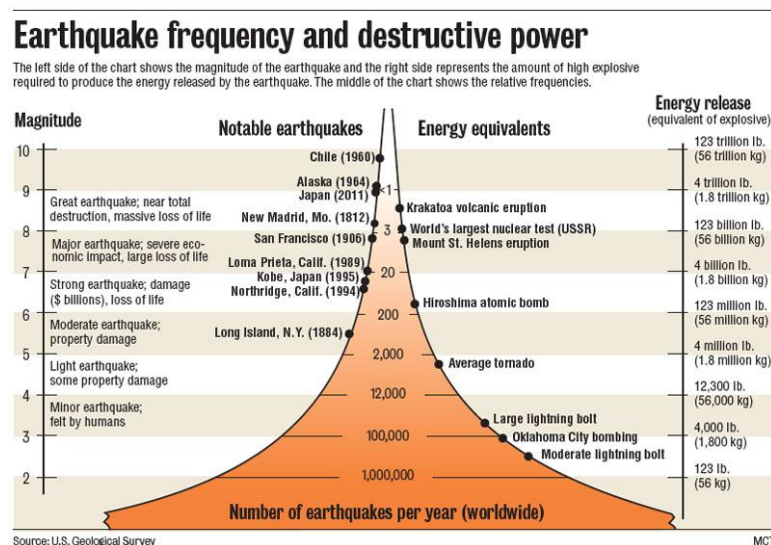 Earthquake frequency and destructive power
The left side of the chart shows the magnitude of the earthquake and the right side represents the amount of high explosive
required to produce the energy released by the earthquake. The middle of the chart shows the relative frequencies.
Magnitude
Notable earthquakes
Energy equivalents
Energy release
(equivalent of explosive)
10
9
8
7
6
5
4
3
2
Great earthquake; near total
destruction, massive loss of life
Major earthquake; severe eco-
nomic impact, large loss of life
Strong earthquake; damage
($ billions), loss of life
Moderate earthquake;
property damage
Light earthquake;
some property damage
Minor earthquake;
felt by humans
Chile (1960)
Alaska (1964)
Japan (2011)
New Madrid, Mo. (1812)
San Francisco (1906)
Loma Prieta, Calif. (1989)
Kobe, Japan (1995)
Northridge, Calif. (1994)
Long Island, N.Y. (1884)
<1
3
20
200
2,000
12,000
100,000
1,000,000
Krakatoa volcanic eruption
World's largest nuclear test (USSR)
Mount St. Helens eruption
Hiroshima atomic bomb
Average tornado
Large lightning bolt
Oklahoma City bombing
Moderate lightning bolt
123 trillion lb.
(56 trillion kg)
4 trillion lb.
(1.8 trillion kg)
123 billion lb.
(56 billion kg)
4 billion lb.
(1.8 billion kg)
123 million lb.
(56 million kg)
4 million lb.
(1.8 million kg)
12,300 lb.
(56,000 kg)
4,000 lb.
(1,800 kg)
123 lb.
(56 kg)
Number of earthquakes per year (worldwide)
Source: U.S. Geological Survey
MCT